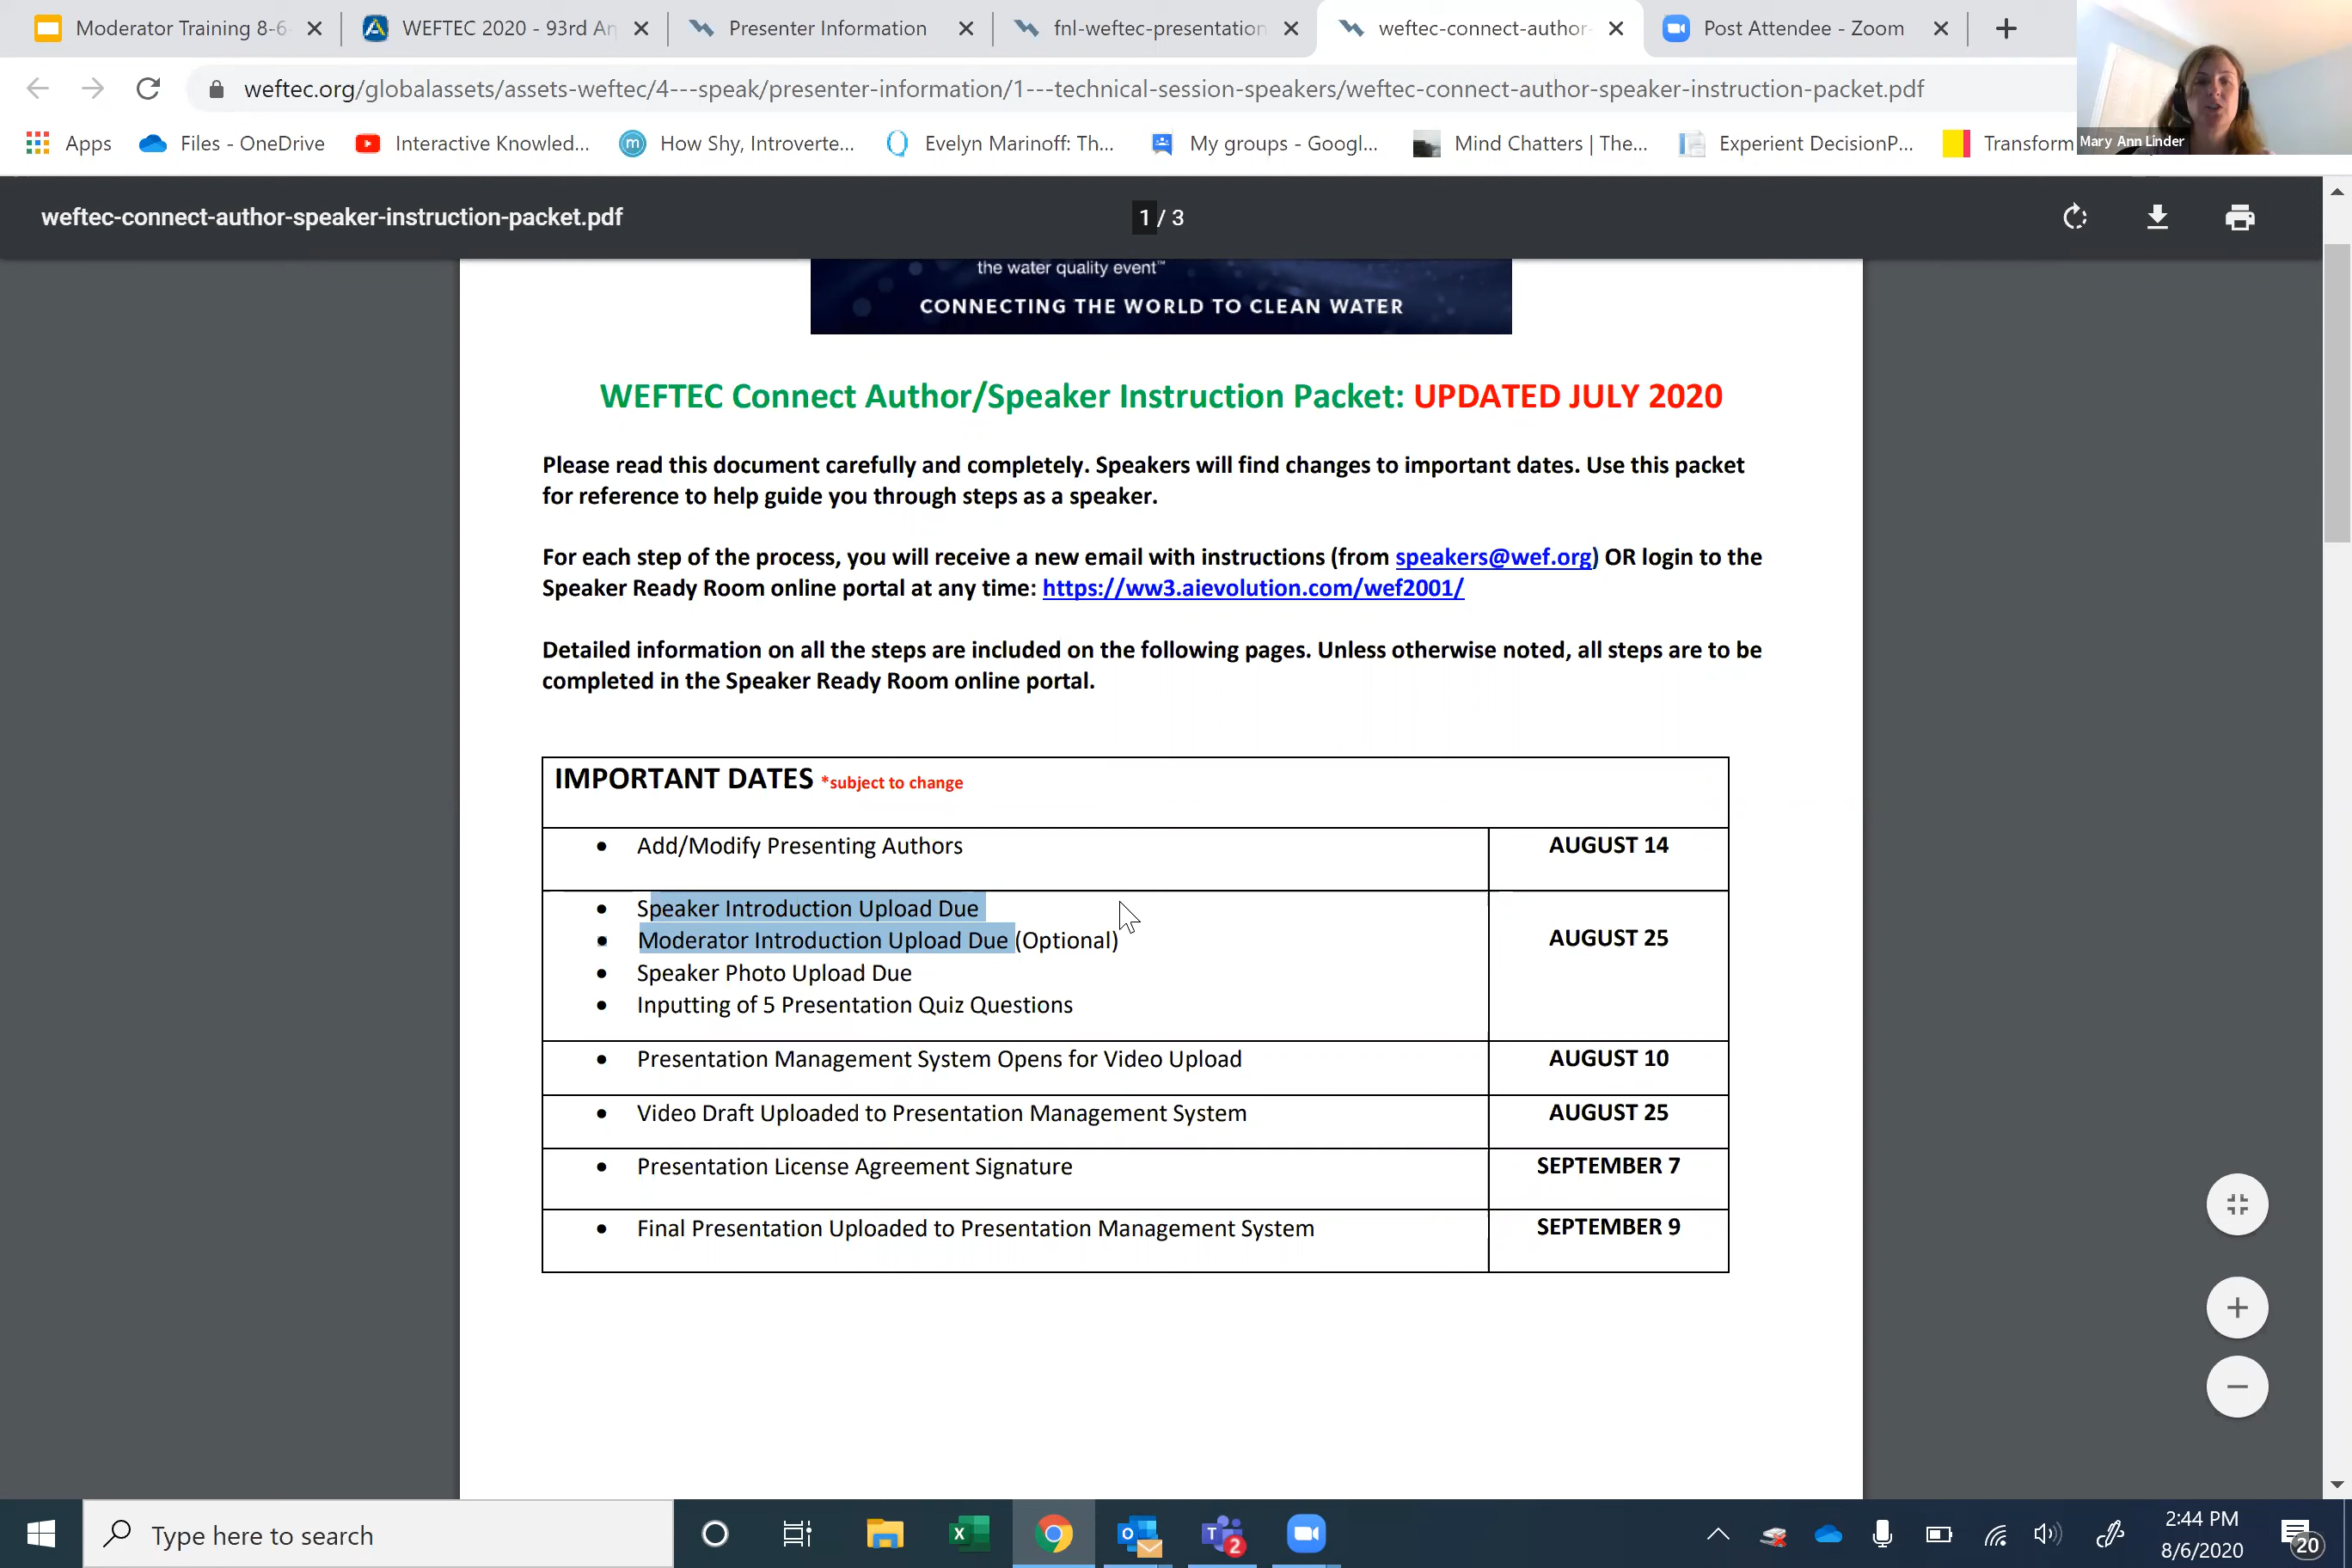 Moderator Training 8-6
WEFTEC 2020 - 93rd An
Presenter Information
fnl-weftec-presentation
weftec-connect-author-
Post Attendee - Zoom
weftec.org/globalassets/assets-weftec/4---speak/presenter-information/1---technical-session-speakers/weftec-connect-author-speaker-instruction-packet.pdf
Mary Ann Linder
Apps
Files - OneDrive
Interactive Knowled...
m
How Shy, Introverte...
Evelyn Marinoff: Th...
My groups - Googl...
Mind Chatters | The...
Experient DecisionP...
Transform
weftec-connect-author-speaker-instruction-packet.pdf
1 / 3
the water quality event™
CONNECTING THE WORLD TO CLEAN WATER
WEFTEC Connect Author/Speaker Instruction Packet: UPDATED JULY 2020
Please read this document carefully and completely. Speakers will find changes to important dates. Use this packet
for reference to help guide you through steps as a speaker.
For each step of the process, you will receive a new email with instructions (from speakers@wef.org) OR login to the
Speaker Ready Room online portal at any time: https://ww3.aievolution.com/wef2001/
Detailed information on all the steps are included on the following pages. Unless otherwise noted, all steps are to be
completed in the Speaker Ready Room online portal.
IMPORTANT DATES *subject to change
• Add/Modify Presenting Authors
AUGUST 14
• Speaker Introduction Upload Due
• Moderator Introduction Upload Due (Optional)
• Speaker Photo Upload Due
• Inputting of 5 Presentation Quiz Questions
AUGUST 25
• Presentation Management System Opens for Video Upload
AUGUST 10
• Video Draft Uploaded to Presentation Management System
AUGUST 25
• Presentation License Agreement Signature
SEPTEMBER 7
• Final Presentation Uploaded to Presentation Management System
SEPTEMBER 9
Type here to search
2
2:44 PM
8/6/2020
20